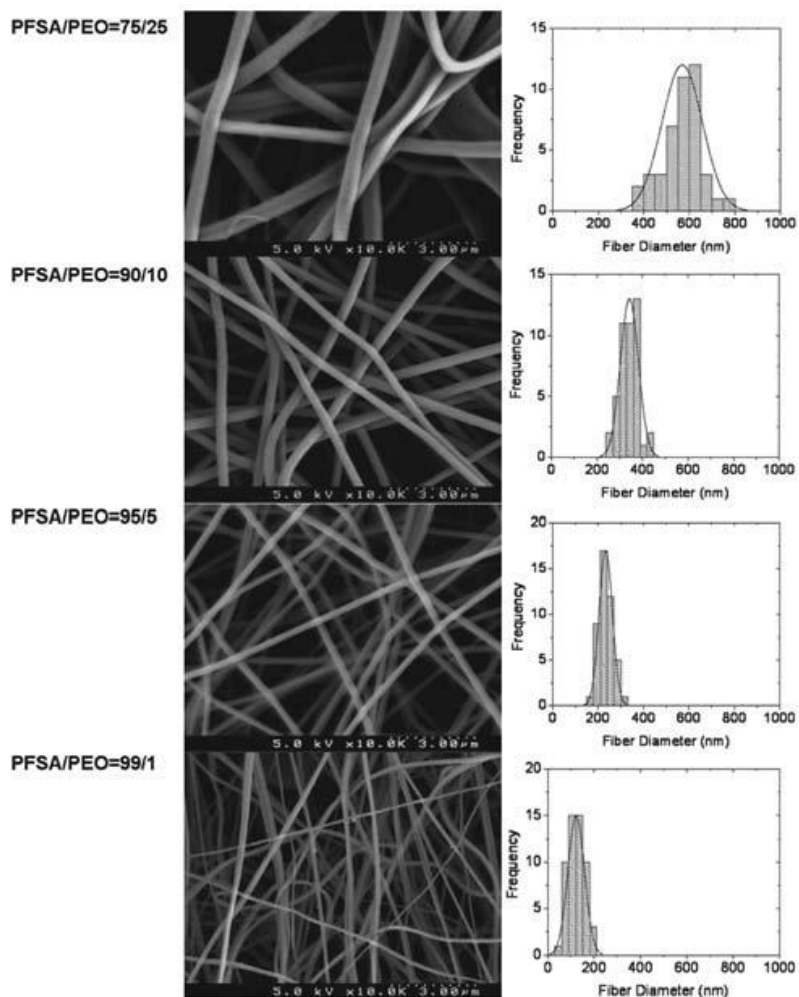 PFSA/PEO=75/25
5.0 kV x10.0K 3.00μm
15
10
5
0
Frequency
0 200 400 600 800 1000
Fiber Diameter (nm)
PFSA/PEO=90/10
5.0 kV x10.0K 3.00μm
15
10
5
0
Frequency
0 200 400 600 800 1000
Fiber Diameter (nm)
PFSA/PEO=95/5
5.0 kV x10.0K 3.00μm
20
15
10
5
0
Frequency
0 200 400 600 800 1000
Fiber Diameter (nm)
PFSA/PEO=99/1
5.0 kV x10.0K 3.00μm
20
15
10
5
0
Frequency
0 200 400 600 800 1000
Fiber Diameter (nm)